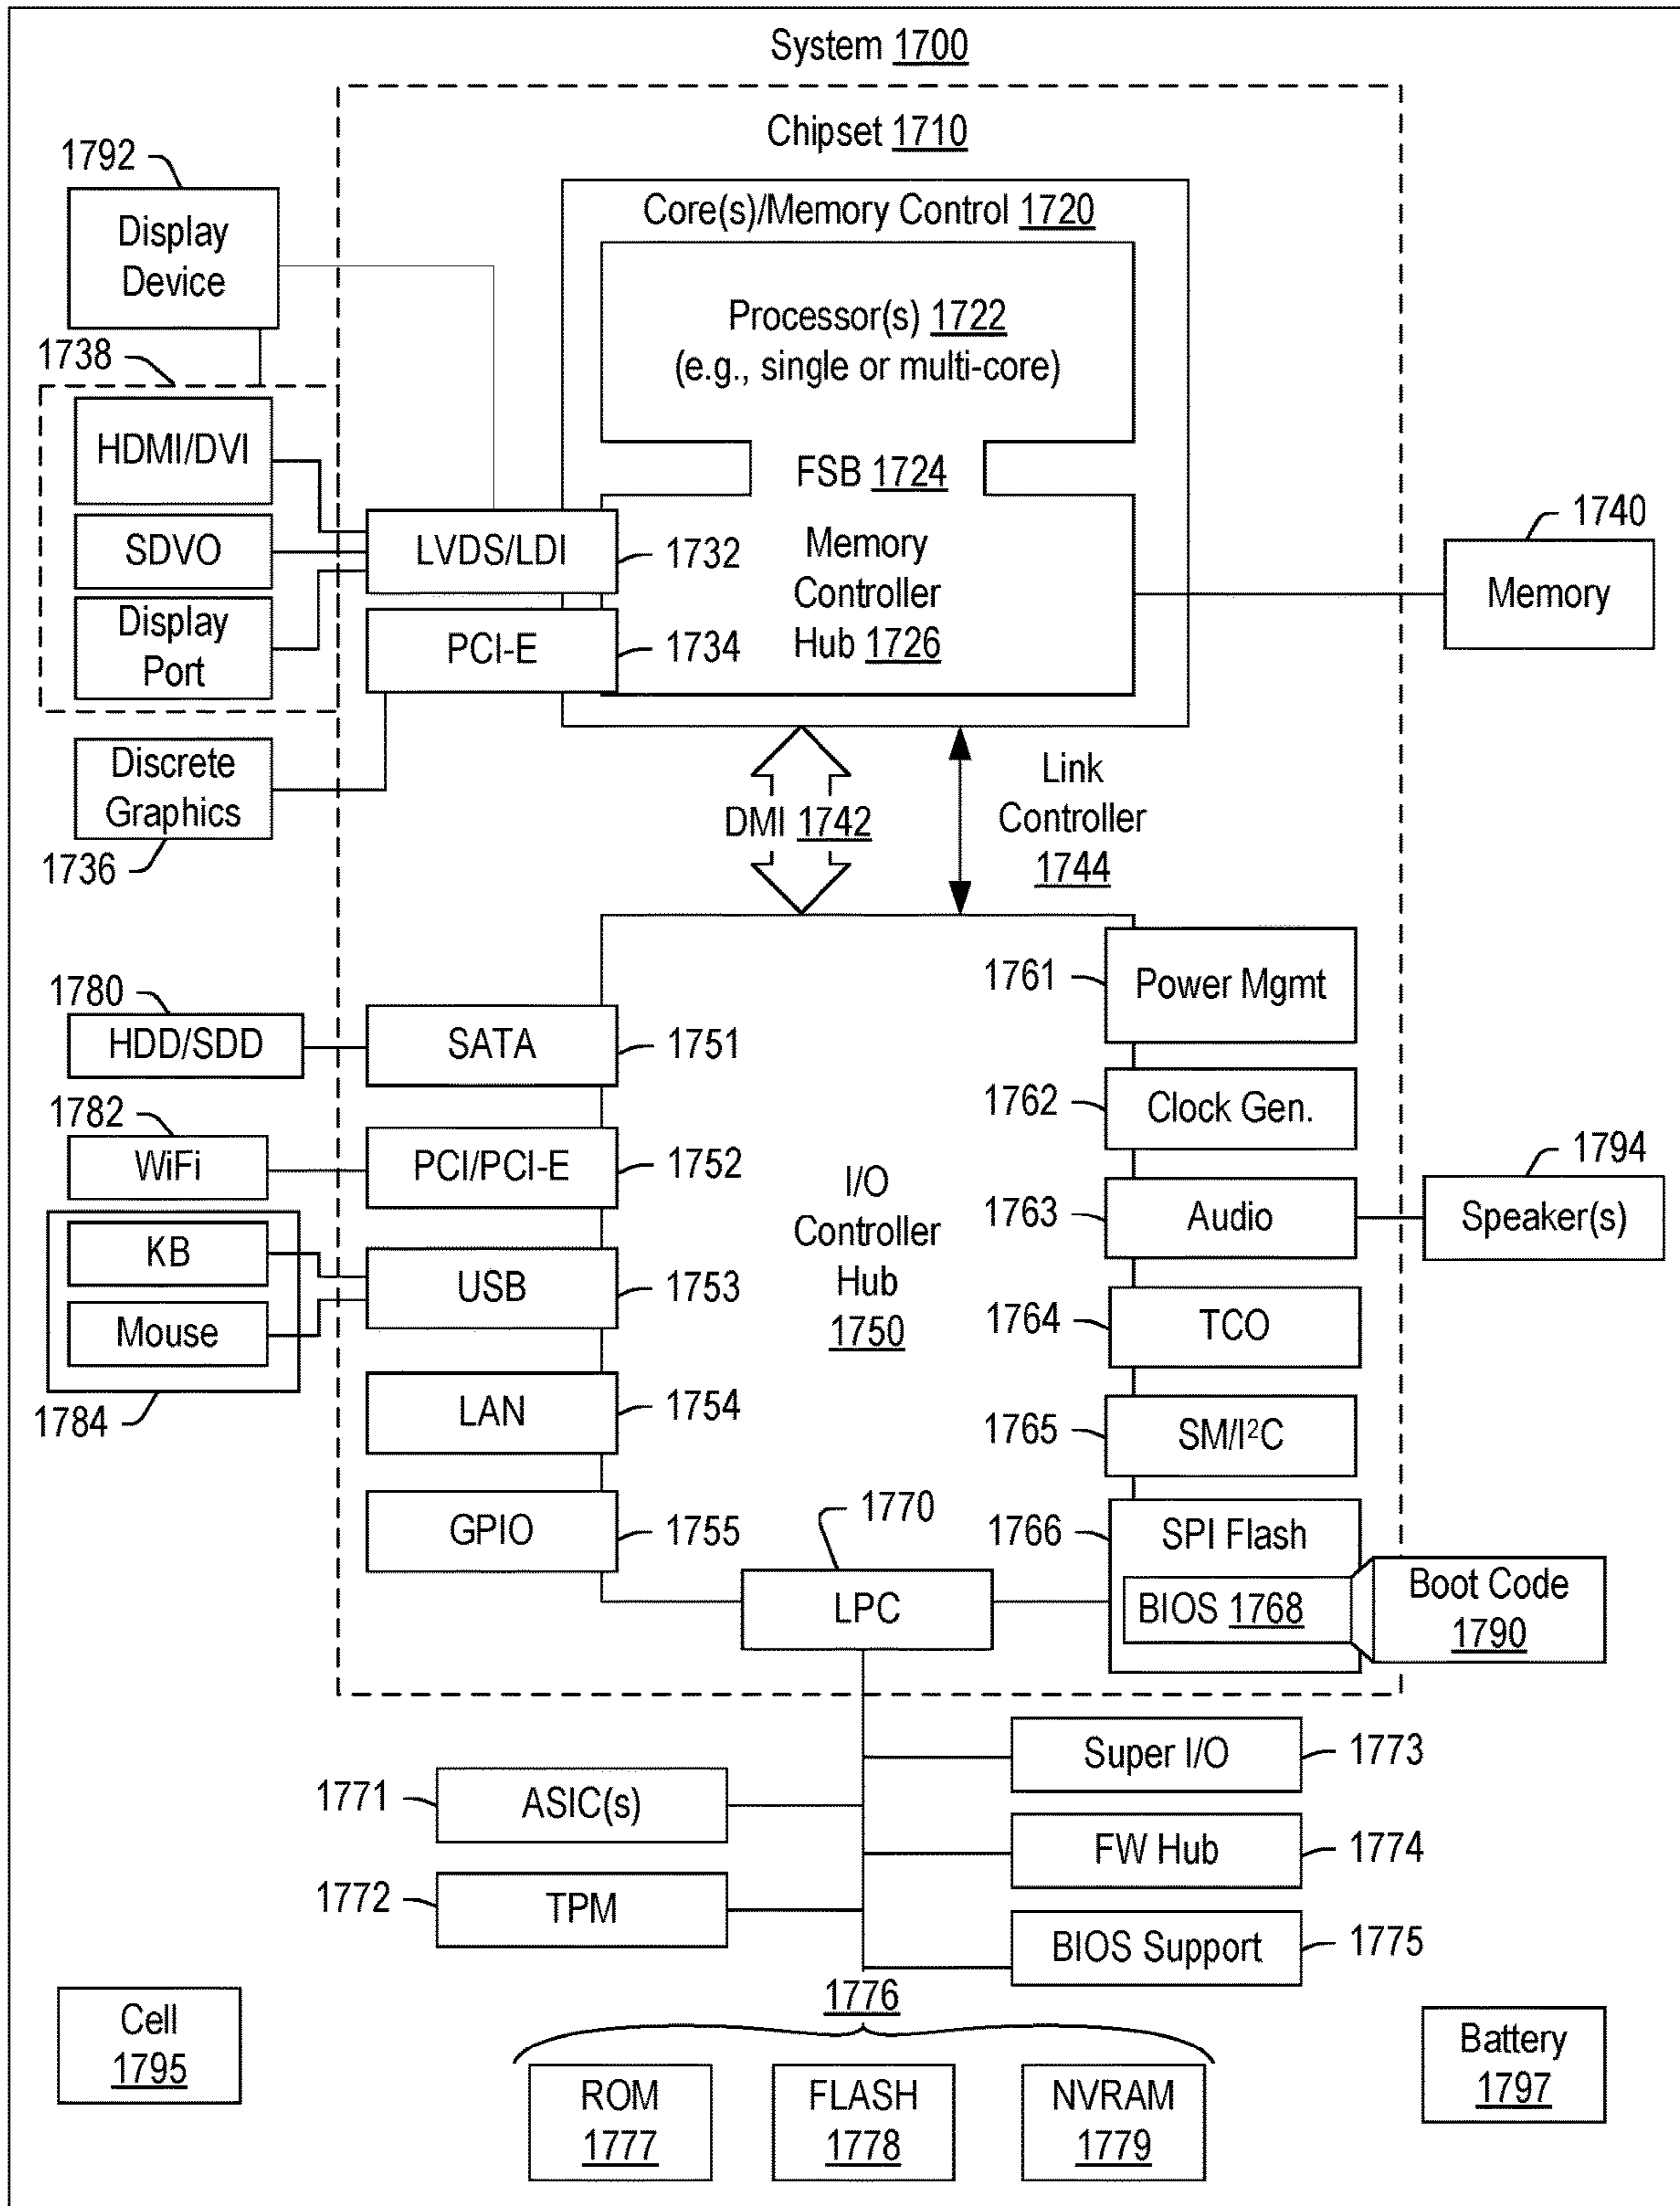 System 1700
Chipset 1710
1792
Display
Device
Core(s)/Memory Control 1720
Processor(s) 1722
(e.g., single or multi-core)
1738
HDMI/DVI
SDVO
Display
Port
FSB 1724
LVDS/LDI
1732
PCI-E
1734
Memory
Controller
Hub 1726
1740
Memory
Discrete
Graphics
1736
DMI 1742
Link
Controller
1744
1780
HDD/SDD
SATA
1751
1761
Power Mgmt
1782
WiFi
PCI/PCI-E
1752
1762
Clock Gen.
I/O
Controller
Hub
1750
1763
Audio
1794
Speaker(s)
KB
Mouse
1784
USB
1753
1764
TCO
LAN
1754
1765
SM/I²C
GPIO
1755
1770
LPC
1766
SPI Flash
BIOS 1768
Boot Code
1790
Super I/O
1773
1771
ASIC(s)
FW Hub
1774
1772
TPM
BIOS Support
1775
1776
Cell
1795
ROM
1777
FLASH
1778
NVRAM
1779
Battery
1797